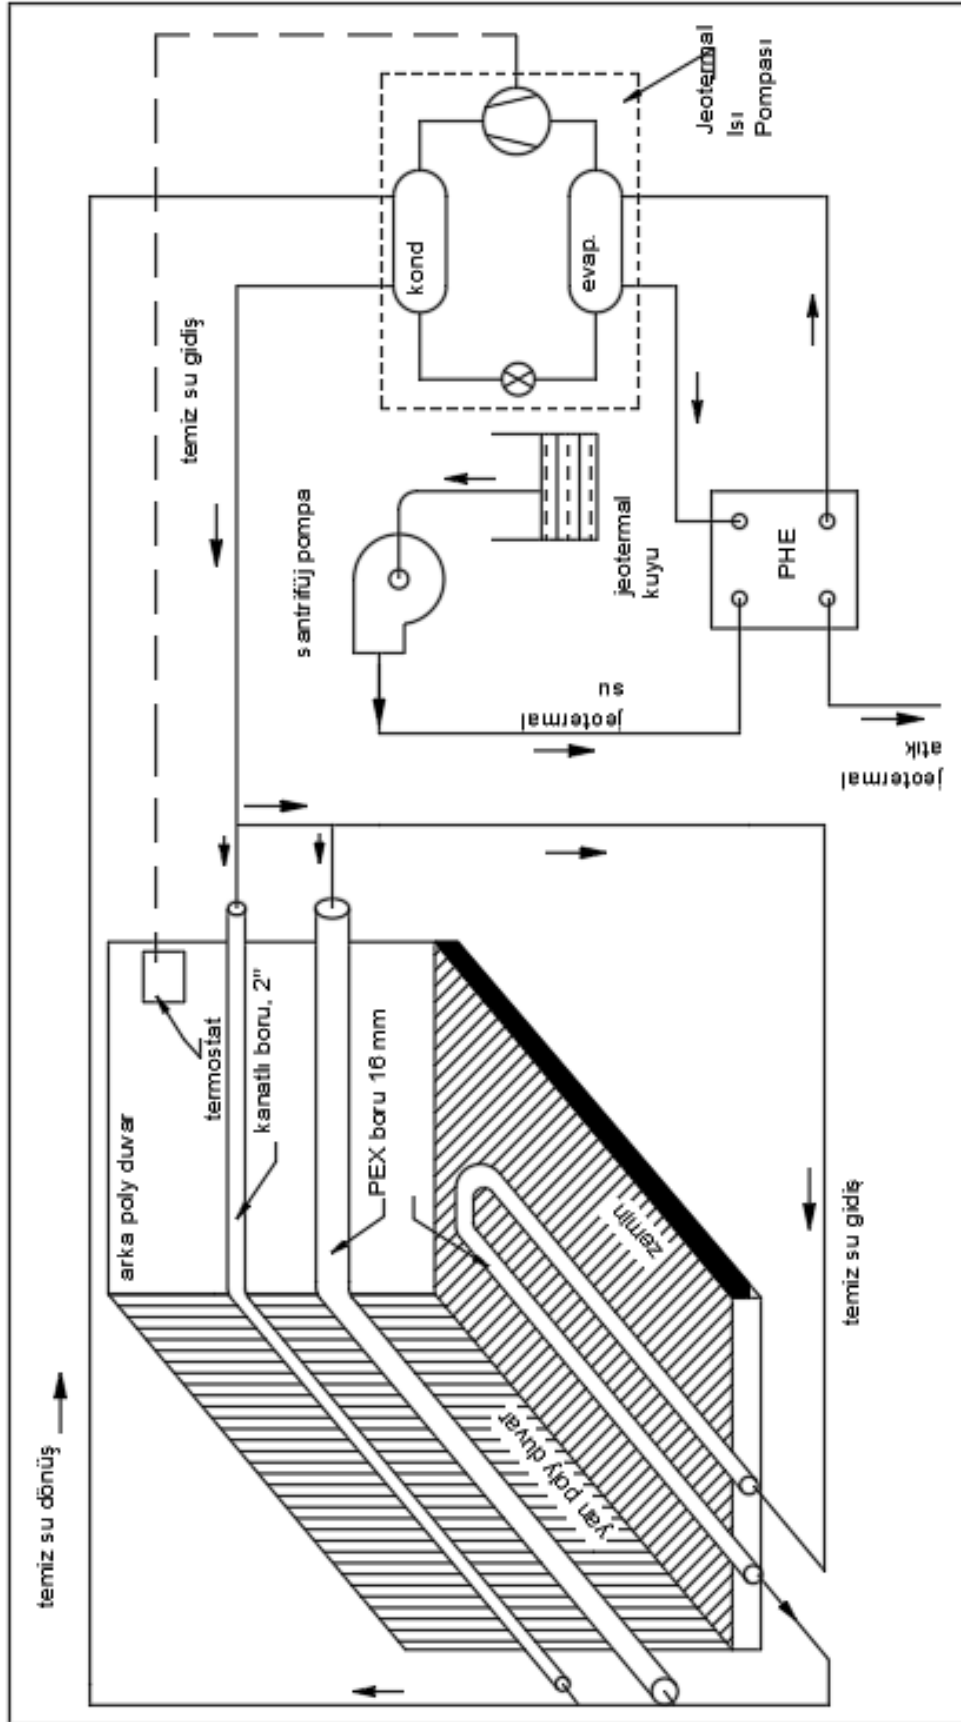 temiz su dönüş
arka poly duvar
termostat
kanatlı boru, 2"
PEX boru 16 mm
yan poly duvar
zemin
temiz su gidiş
temiz su gidiş
santrifüj pompa
jeotermal
kuyu
jeotermal
su
jeotermal
atık
PHE
kond
evap.
Jeotermal
Isı
Pompası